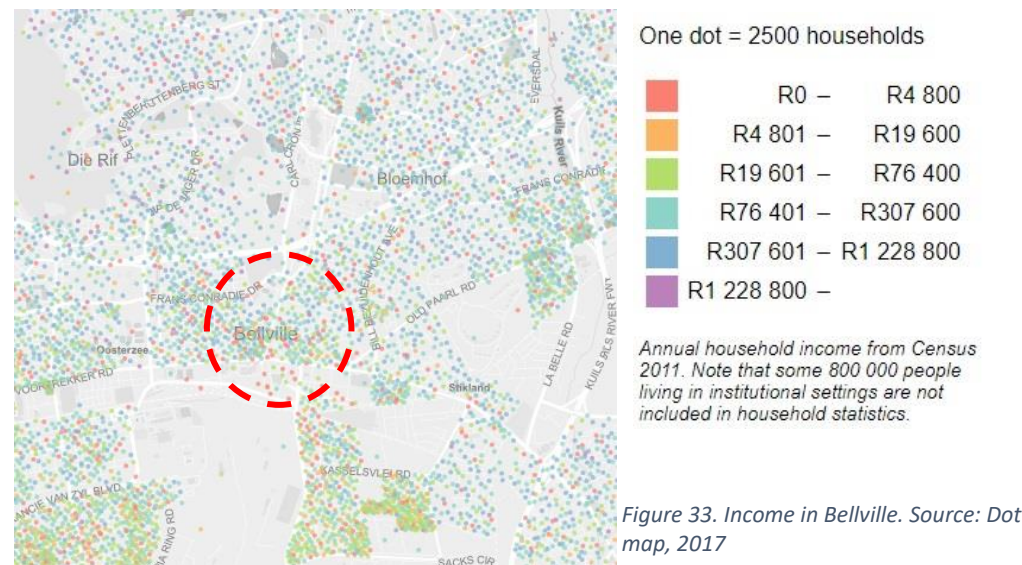 One dot = 2500 households
R0 – R4 800
R4 801 – R19 600
R19 601 – R76 400
R76 401 – R307 600
R307 601 – R1 228 800
R1 228 800 –
Annual household income from Census
2011. Note that some 800 000 people
living in institutional settings are not
included in household statistics.
Figure 33. Income in Bellville. Source: Dot
map, 2017
EVERSDAL
Kuils River
CARL CRONJE
Die Rif
Bloemhof
FRANS CONRADIE
JIP DE JAGER DR
FRANS CONRADIE DR
OLD PAARL RD
Bellville
Oosterzee
VOORTREKKER RD
Stikland
LA BELLE RD
KUILS RIVER FWY
KASSELSVLEI RD
SACKS CIR